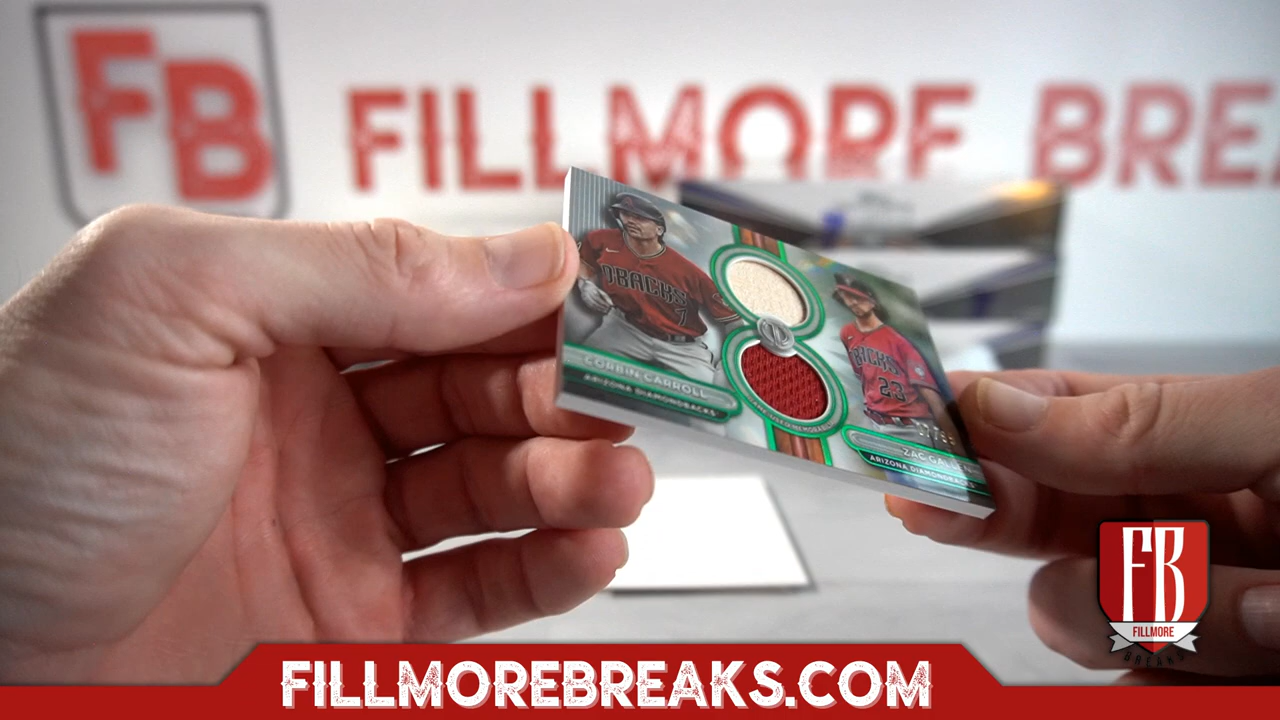 FB
FILLMORE BREA
DBACKS
7
CORBIN CARROLL
ARIZONA DIAMONDBACKS
BACKS
23
ZAC GALLEN
ARIZONA DIAMONDBACKS
FB
FILLMORE
BREAKS
FILLMOREBREAKS.COM